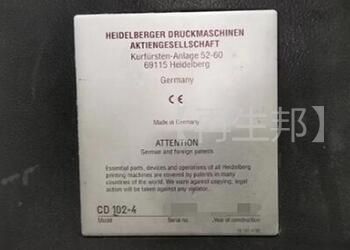 HEIDELBERGER DRUCKMASCHINEN
AKTIENGESELLSCHAFT
Kurfürsten-Anlage 52-60
69115 Heidelberg
Germany
CE
Made in Germany
ATTENTION
German and foreign patents
Essential parts, devices and operations of all Heidelberg
printing machines are covered by patents in many
countries of the world. We warn against copying; legal
action will be taken against any violator.
CD 102-4
Model Serial no. Year of construction
生邦】